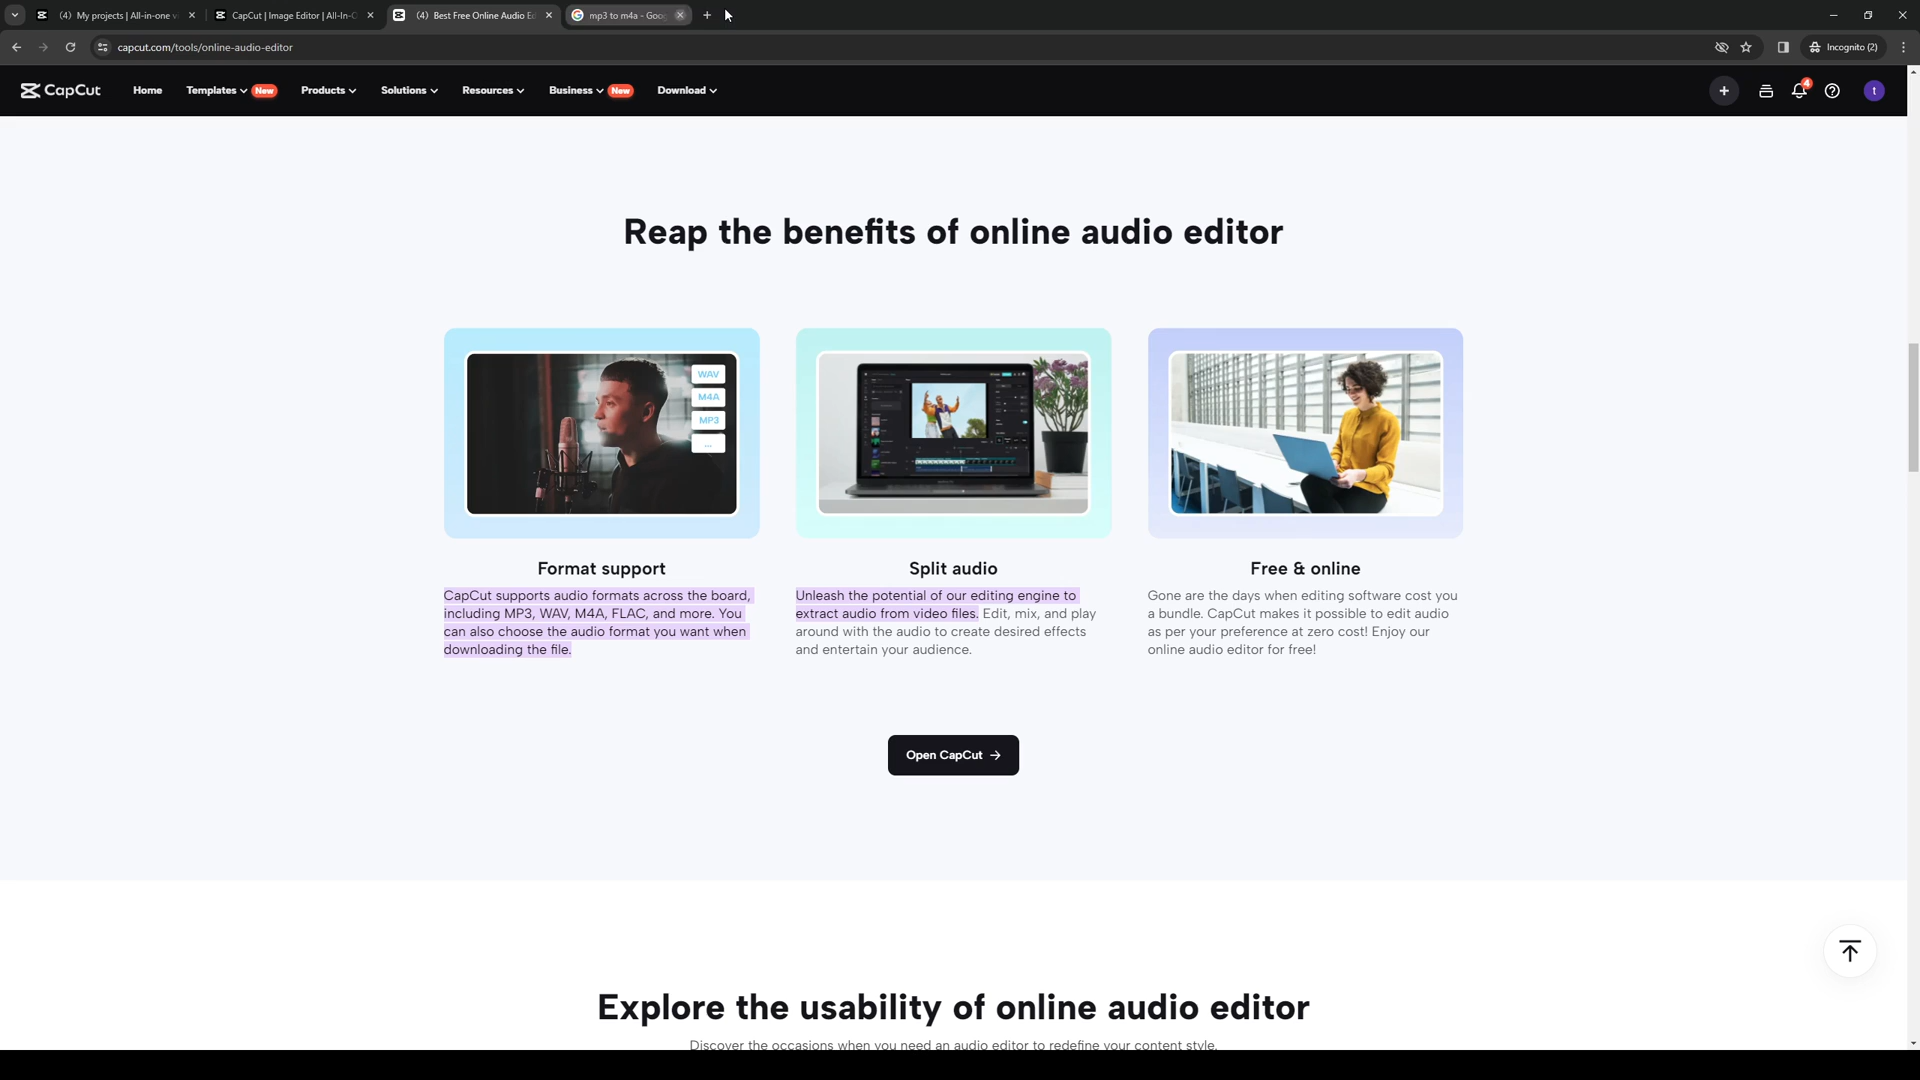 (4) My projects | All-in-one v
CapCut | Image Editor | All-In-O
(4) Best Free Online Audio Ed
mp3 to m4a - Goog
capcut.com/tools/online-audio-editor
Incognito (2)
CapCut
Home
Templates
New
Products
Solutions
Resources
Business
New
Download
4
t
Reap the benefits of online audio editor
WAV
M4A
MP3
...
Format support
CapCut supports audio formats across the board,
including MP3, WAV, M4A, FLAC, and more. You
can also choose the audio format you want when
downloading the file.
Split audio
Unleash the potential of our editing engine to
extract audio from video files. Edit, mix, and play
around with the audio to create desired effects
and entertain your audience.
Free & online
Gone are the days when editing software cost you
a bundle. CapCut makes it possible to edit audio
as per your preference at zero cost! Enjoy our
online audio editor for free!
Open CapCut →
Explore the usability of online audio editor
Discover the occasions when you need an audio editor to redefine your content style.